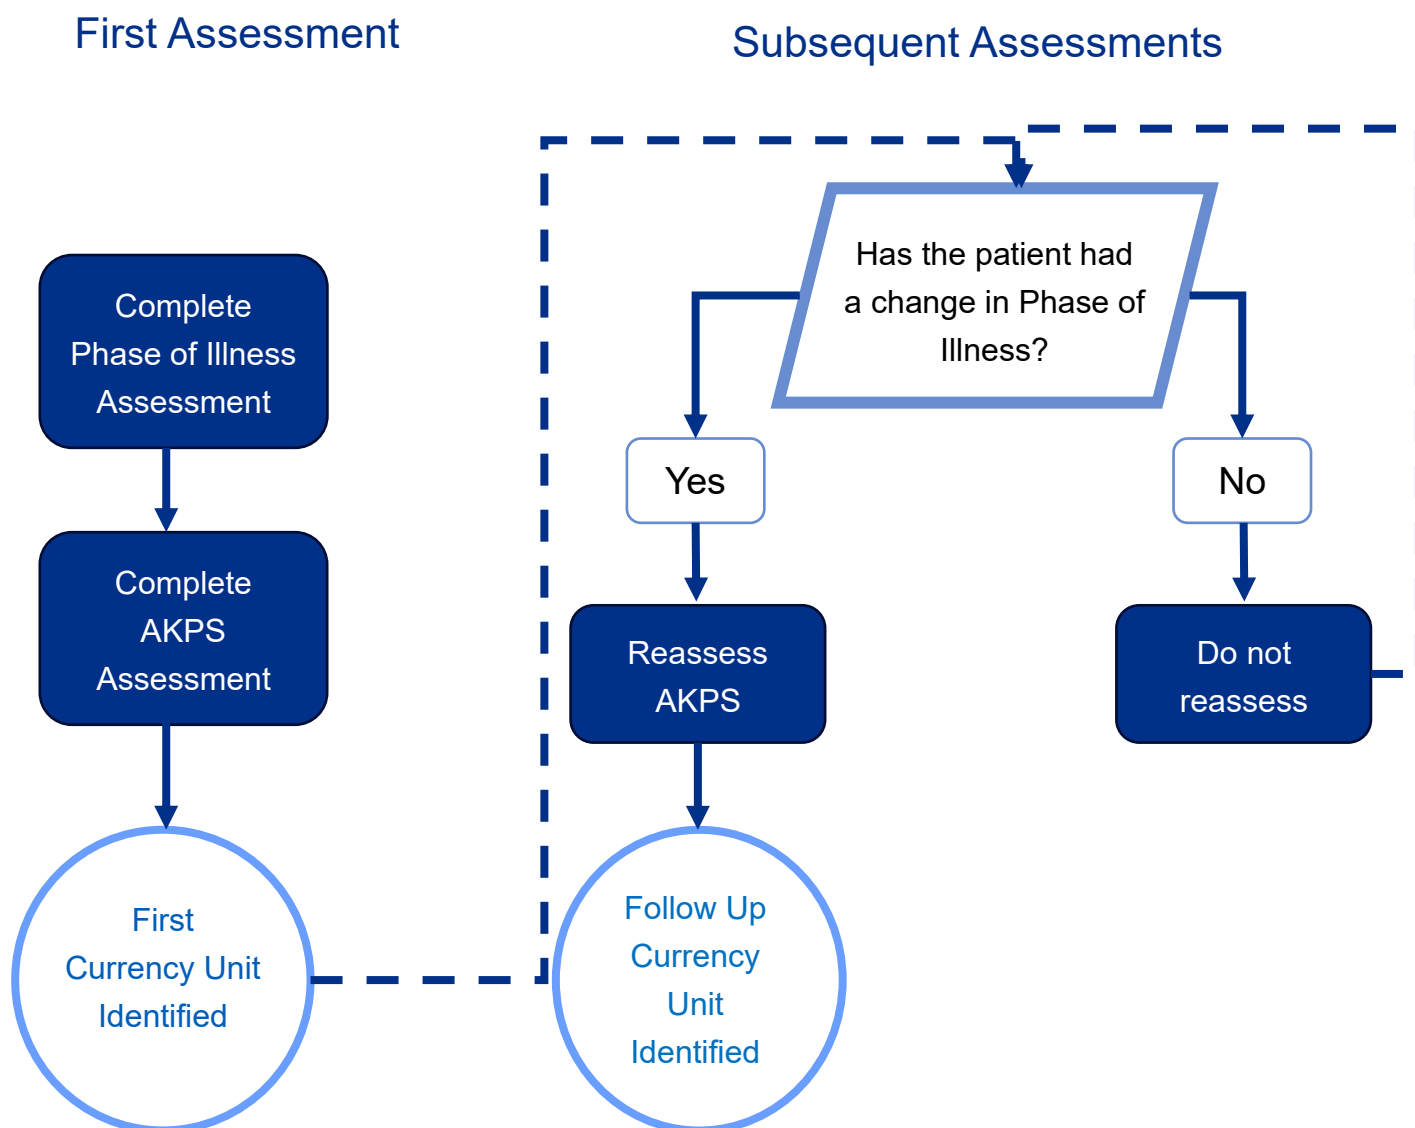 First Assessment
Complete
Phase of Illness
Assessment
Complete
AKPS
Assessment
First
Currency Unit
Identified
Subsequent Assessments
Has the patient had
a change in Phase of
Illness?
Yes
No
Reassess
AKPS
Do not
reassess
Follow Up
Currency
Unit
Identified